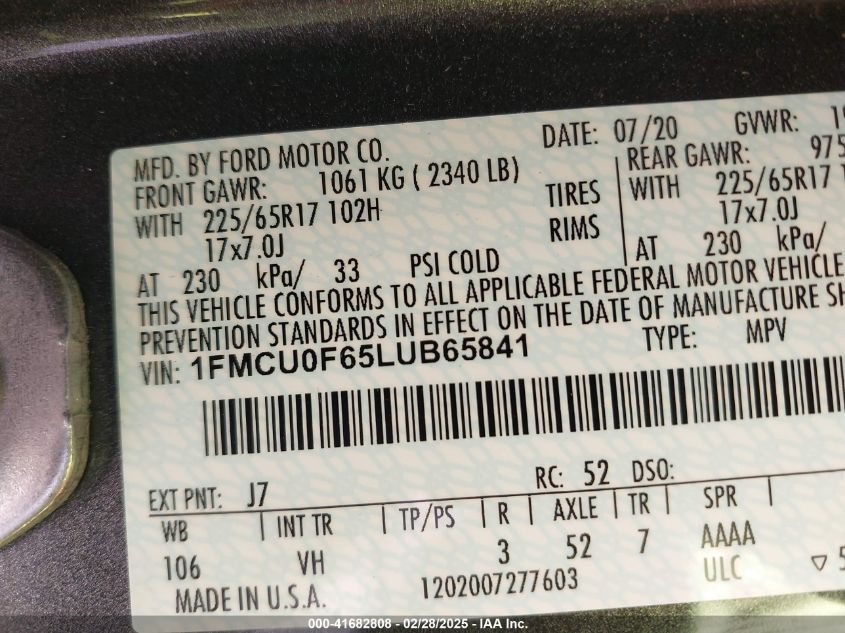 MFD. BY FORD MOTOR CO. DATE: 07/20 GVWR:
FRONT GAWR: 1061 KG ( 2340 LB) REAR GAWR: 975
WITH 225/65R17 102H TIRES WITH 225/65R17
17x7.0J RIMS 17x7.0J
AT 230 kPa/ 33 PSI COLD AT 230 kPa/
THIS VEHICLE CONFORMS TO ALL APPLICABLE FEDERAL MOTOR VEHICLE
PREVENTION STANDARDS IN EFFECT ON THE DATE OF MANUFACTURE SH
VIN: 1FMCU0F65LUB65841 TYPE: MPV
EXT PNT: J7 RC: 52 DSO:
WB INT TR TP/PS R AXLE TR SPR
106 VH 3 52 7 AAAA
ULC
MADE IN U.S.A. 1202007277603
000-41682808 - 02/28/2025 - IAA Inc.